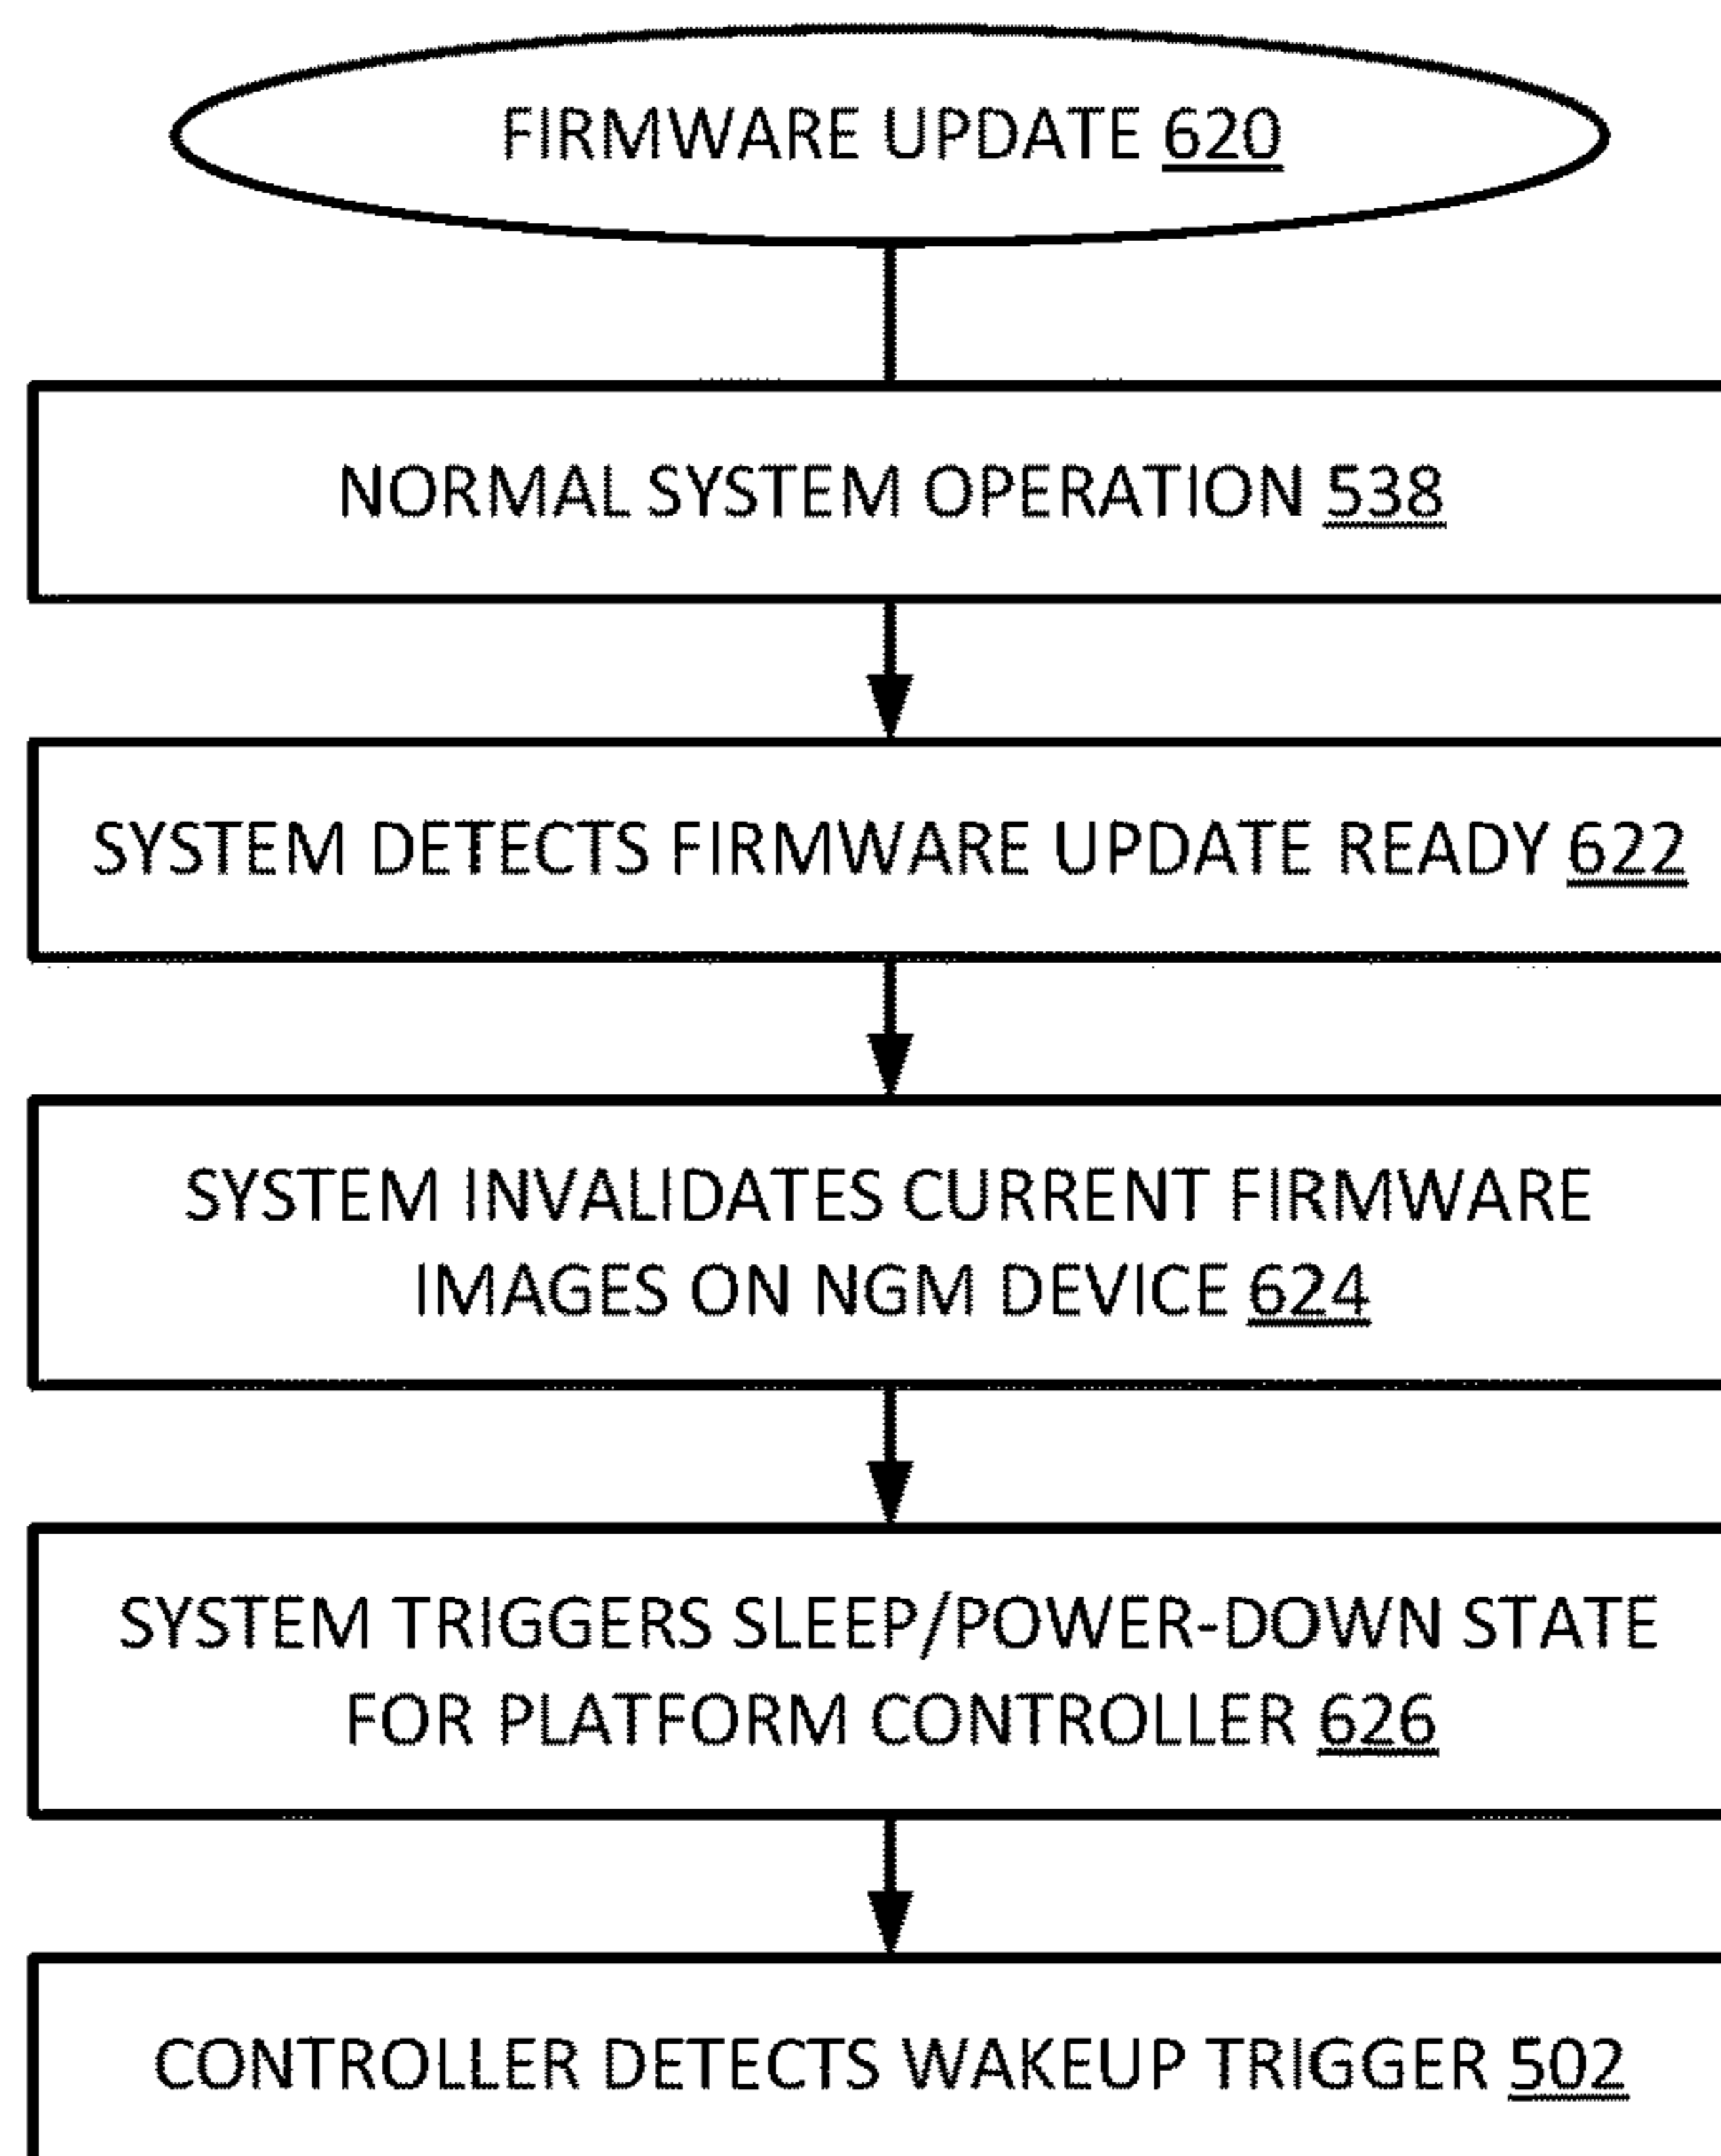 FIRMWARE UPDATE 620
NORMAL SYSTEM OPERATION 538
SYSTEM DETECTS FIRMWARE UPDATE READY 622
SYSTEM INVALIDATES CURRENT FIRMWARE
IMAGES ON NGM DEVICE 624
SYSTEM TRIGGERS SLEEP/POWER-DOWN STATE
FOR PLATFORM CONTROLLER 626
CONTROLLER DETECTS WAKEUP TRIGGER 502